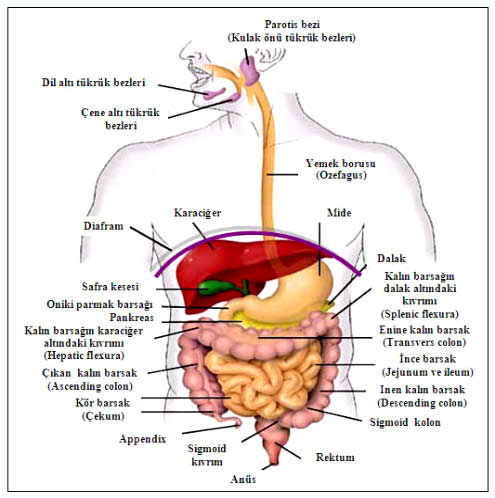 Parotis bezi
(Kulak önü tükrük bezleri)
Dil altı tükrük bezleri
Çene altı tükrük
bezleri
Yemek borusu
(Ozefagus)
Karaciğer
Mide
Diafram
Dalak
Safra kesesi
Kalın barsağın
dalak altındaki
kıvrımı
(Splenic flexura)
Oniki parmak barsağı
Pankreas
Kalın barsağın karaciğer
altındaki kıvrımı
(Hepatic flexura)
Enine kalın barsak
(Transvers colon)
Çıkan kalın barsak
(Ascending colon)
İnce barsak
(Jejunum ve ileum)
Kör barsak
(Çekum)
Inen kalın barsak
(Descending colon)
Appendix
Sigmoid kolon
Sigmoid
kıvrım
Rektum
Anüs